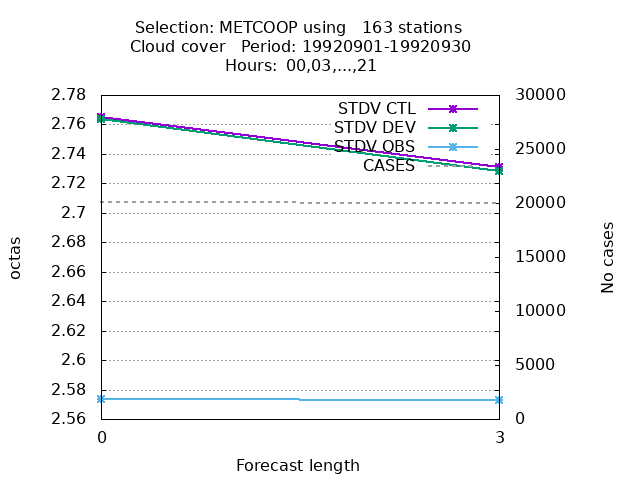 Selection: METCOOP using   163 stations
Cloud cover   Period: 19920901-19920930
Hours:  00,03,...,21
2.78
2.76
2.74
2.72
2.7
2.68
2.66
2.64
2.62
2.6
2.58
2.56
30000
25000
20000
15000
10000
5000
0
STDV CTL
STDV DEV
STDV OBS
CASES
octas
No cases
0
3
Forecast length